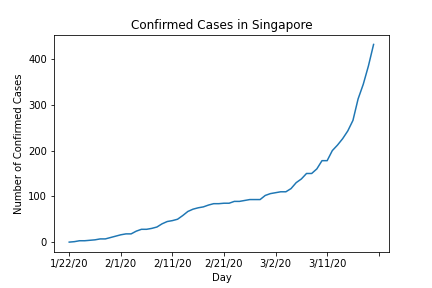 Confirmed Cases in Singapore
Number of Confirmed Cases
400
300
200
100
0
1/22/20 2/1/20 2/11/20 2/21/20 3/2/20 3/11/20
Day